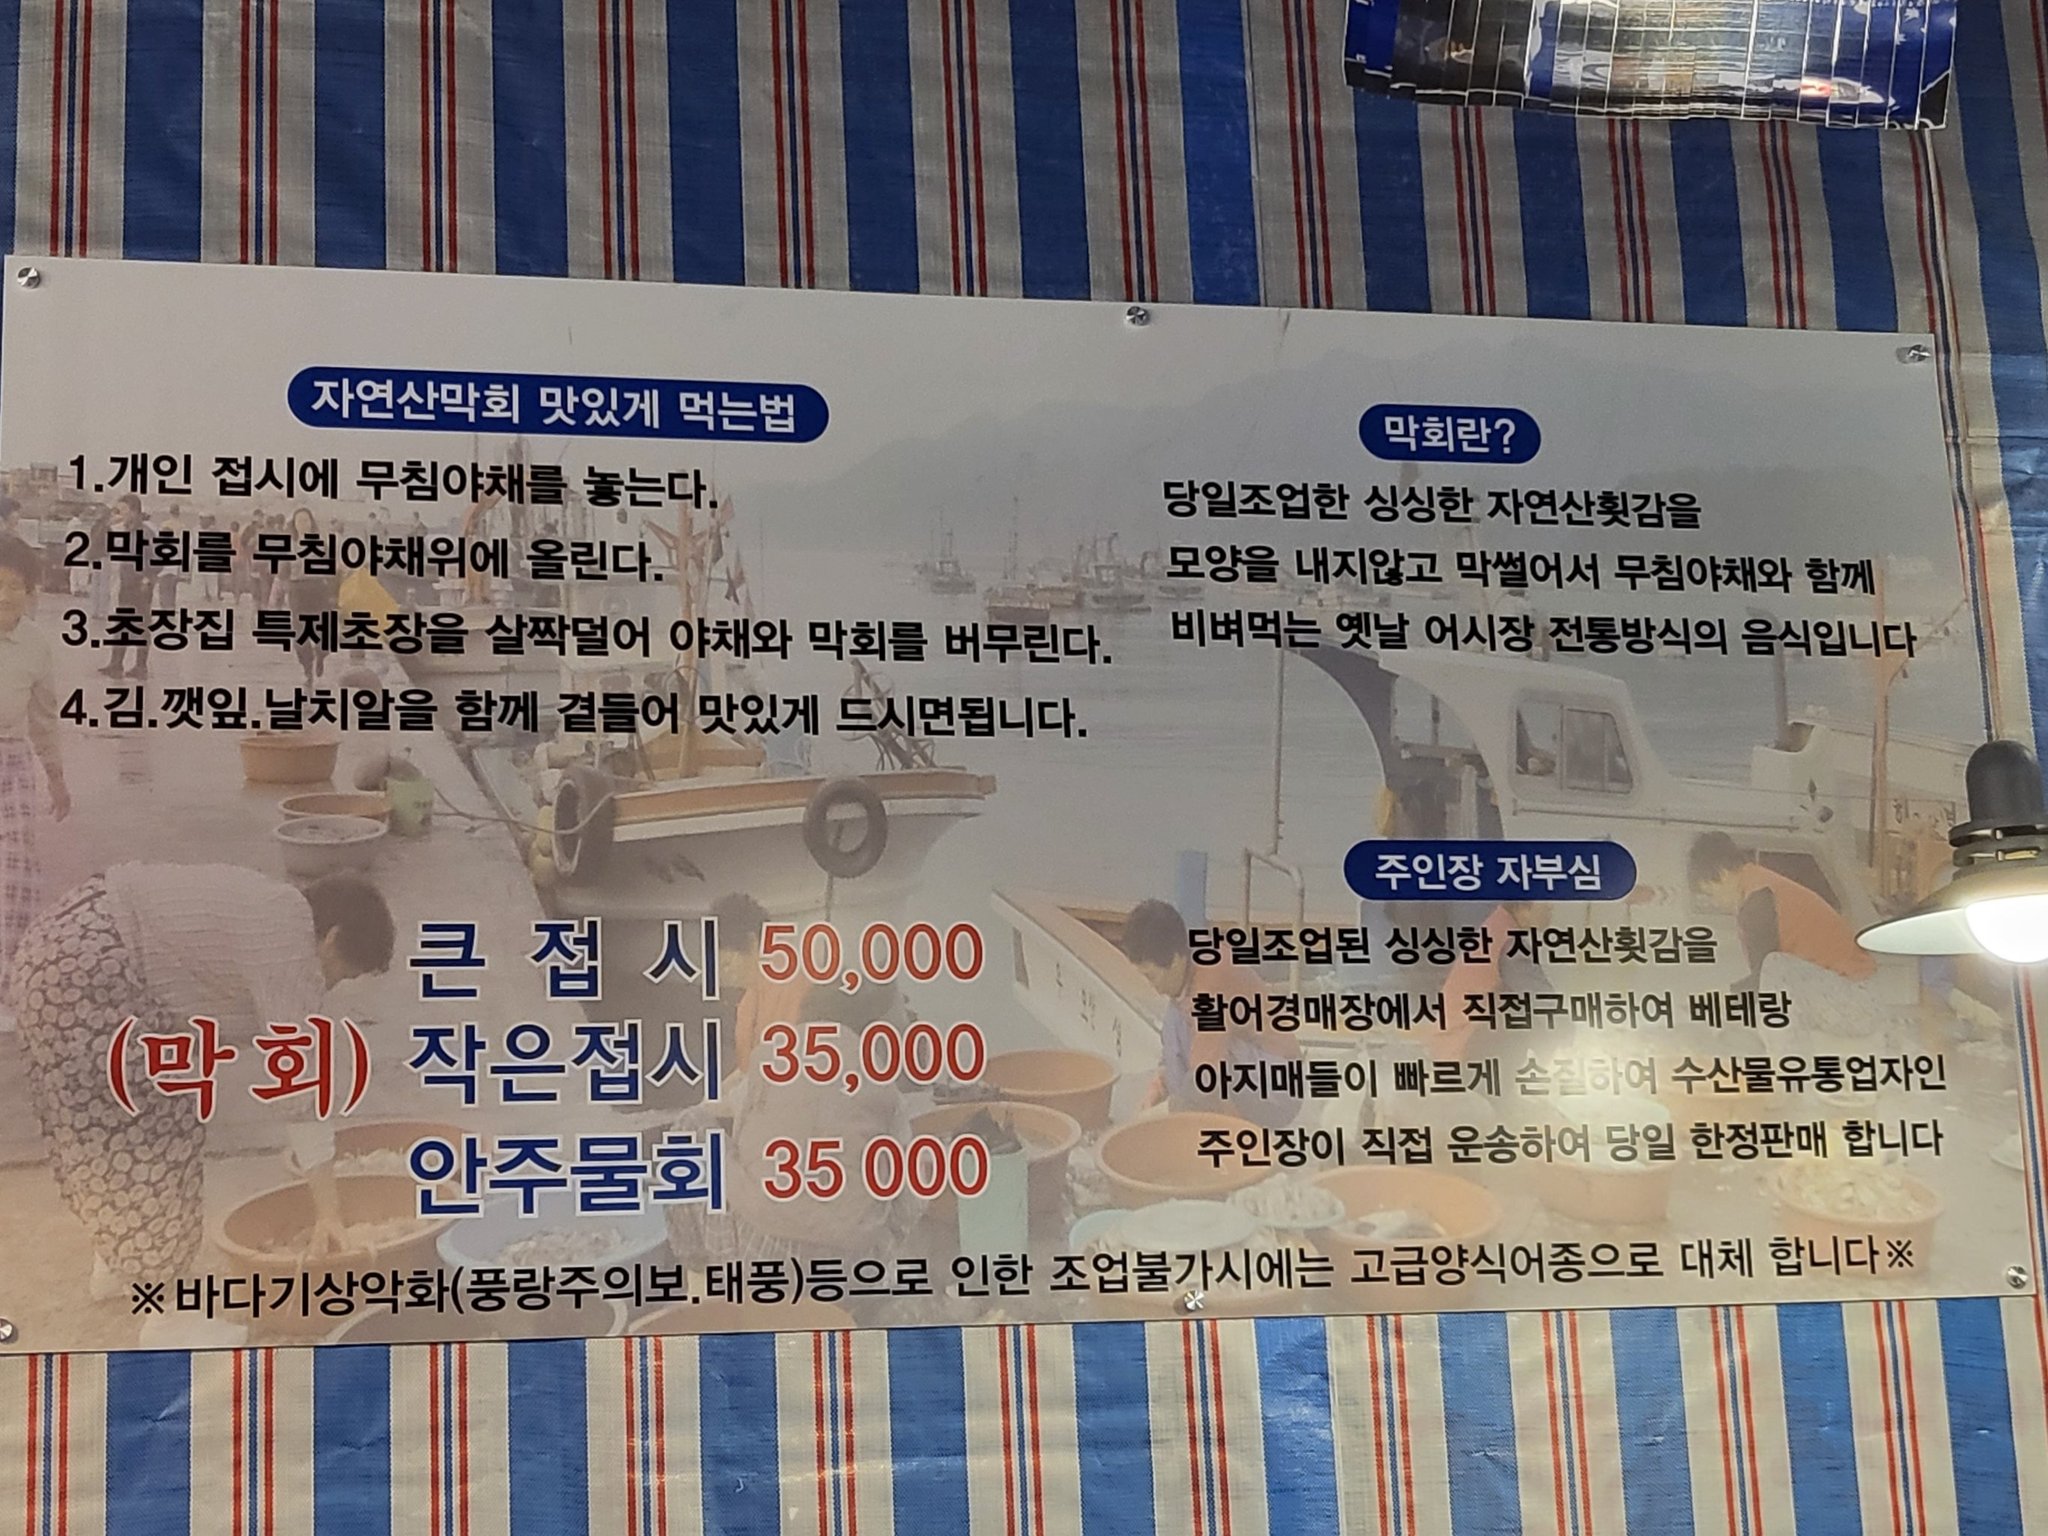 자연산막회 맛있게 먹는법
1.개인 접시에 무침야채를 놓는다.
2.막회를 무침야채위에 올린다.
3.초장집 특제초장을 살짝덜어 야채와 막회를 버무린다.
4.김.깻잎.날치알을 함께 곁들어 맛있게 드시면됩니다.
막회란?
당일조업한 싱싱한 자연산횟감을
모양을 내지않고 막썰어서 무침야채와 함께
비벼먹는 옛날 어시장 전통방식의 음식입니다
큰 접 시 50,000
(막회) 작은접시 35,000
안주물회 35 000
주인장 자부심
당일조업된 싱싱한 자연산횟감을
활어경매장에서 직접구매하여 베테랑
아지매들이 빠르게 손질하여 수산물유통업자인
주인장이 직접 운송하여 당일 한정판매 합니다
※바다기상악화(풍랑주의보.태풍)등으로 인한 조업불가시에는 고급양식어종으로 대체 합니다※